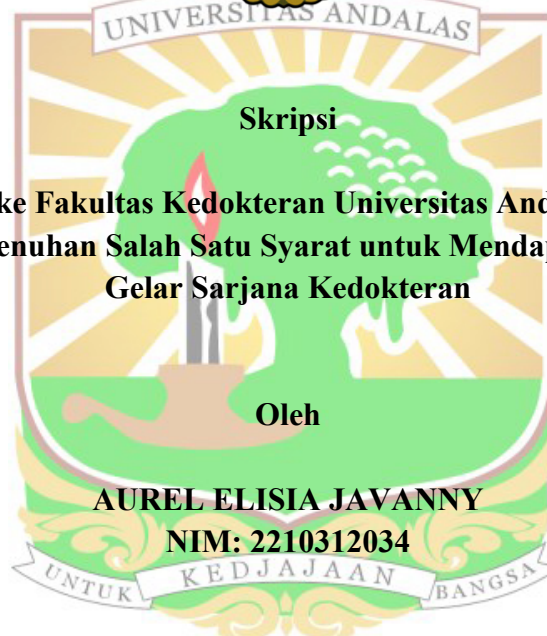 UNIVERSITAS ANDALAS
Skripsi
ke Fakultas Kedokteran Universitas And
enuhan Salah Satu Syarat untuk Mendap
Gelar Sarjana Kedokteran
Oleh
AUREL ELISIA JAVANNY
NIM: 2210312034
UNTUK KEDJAJAAN BANGSA